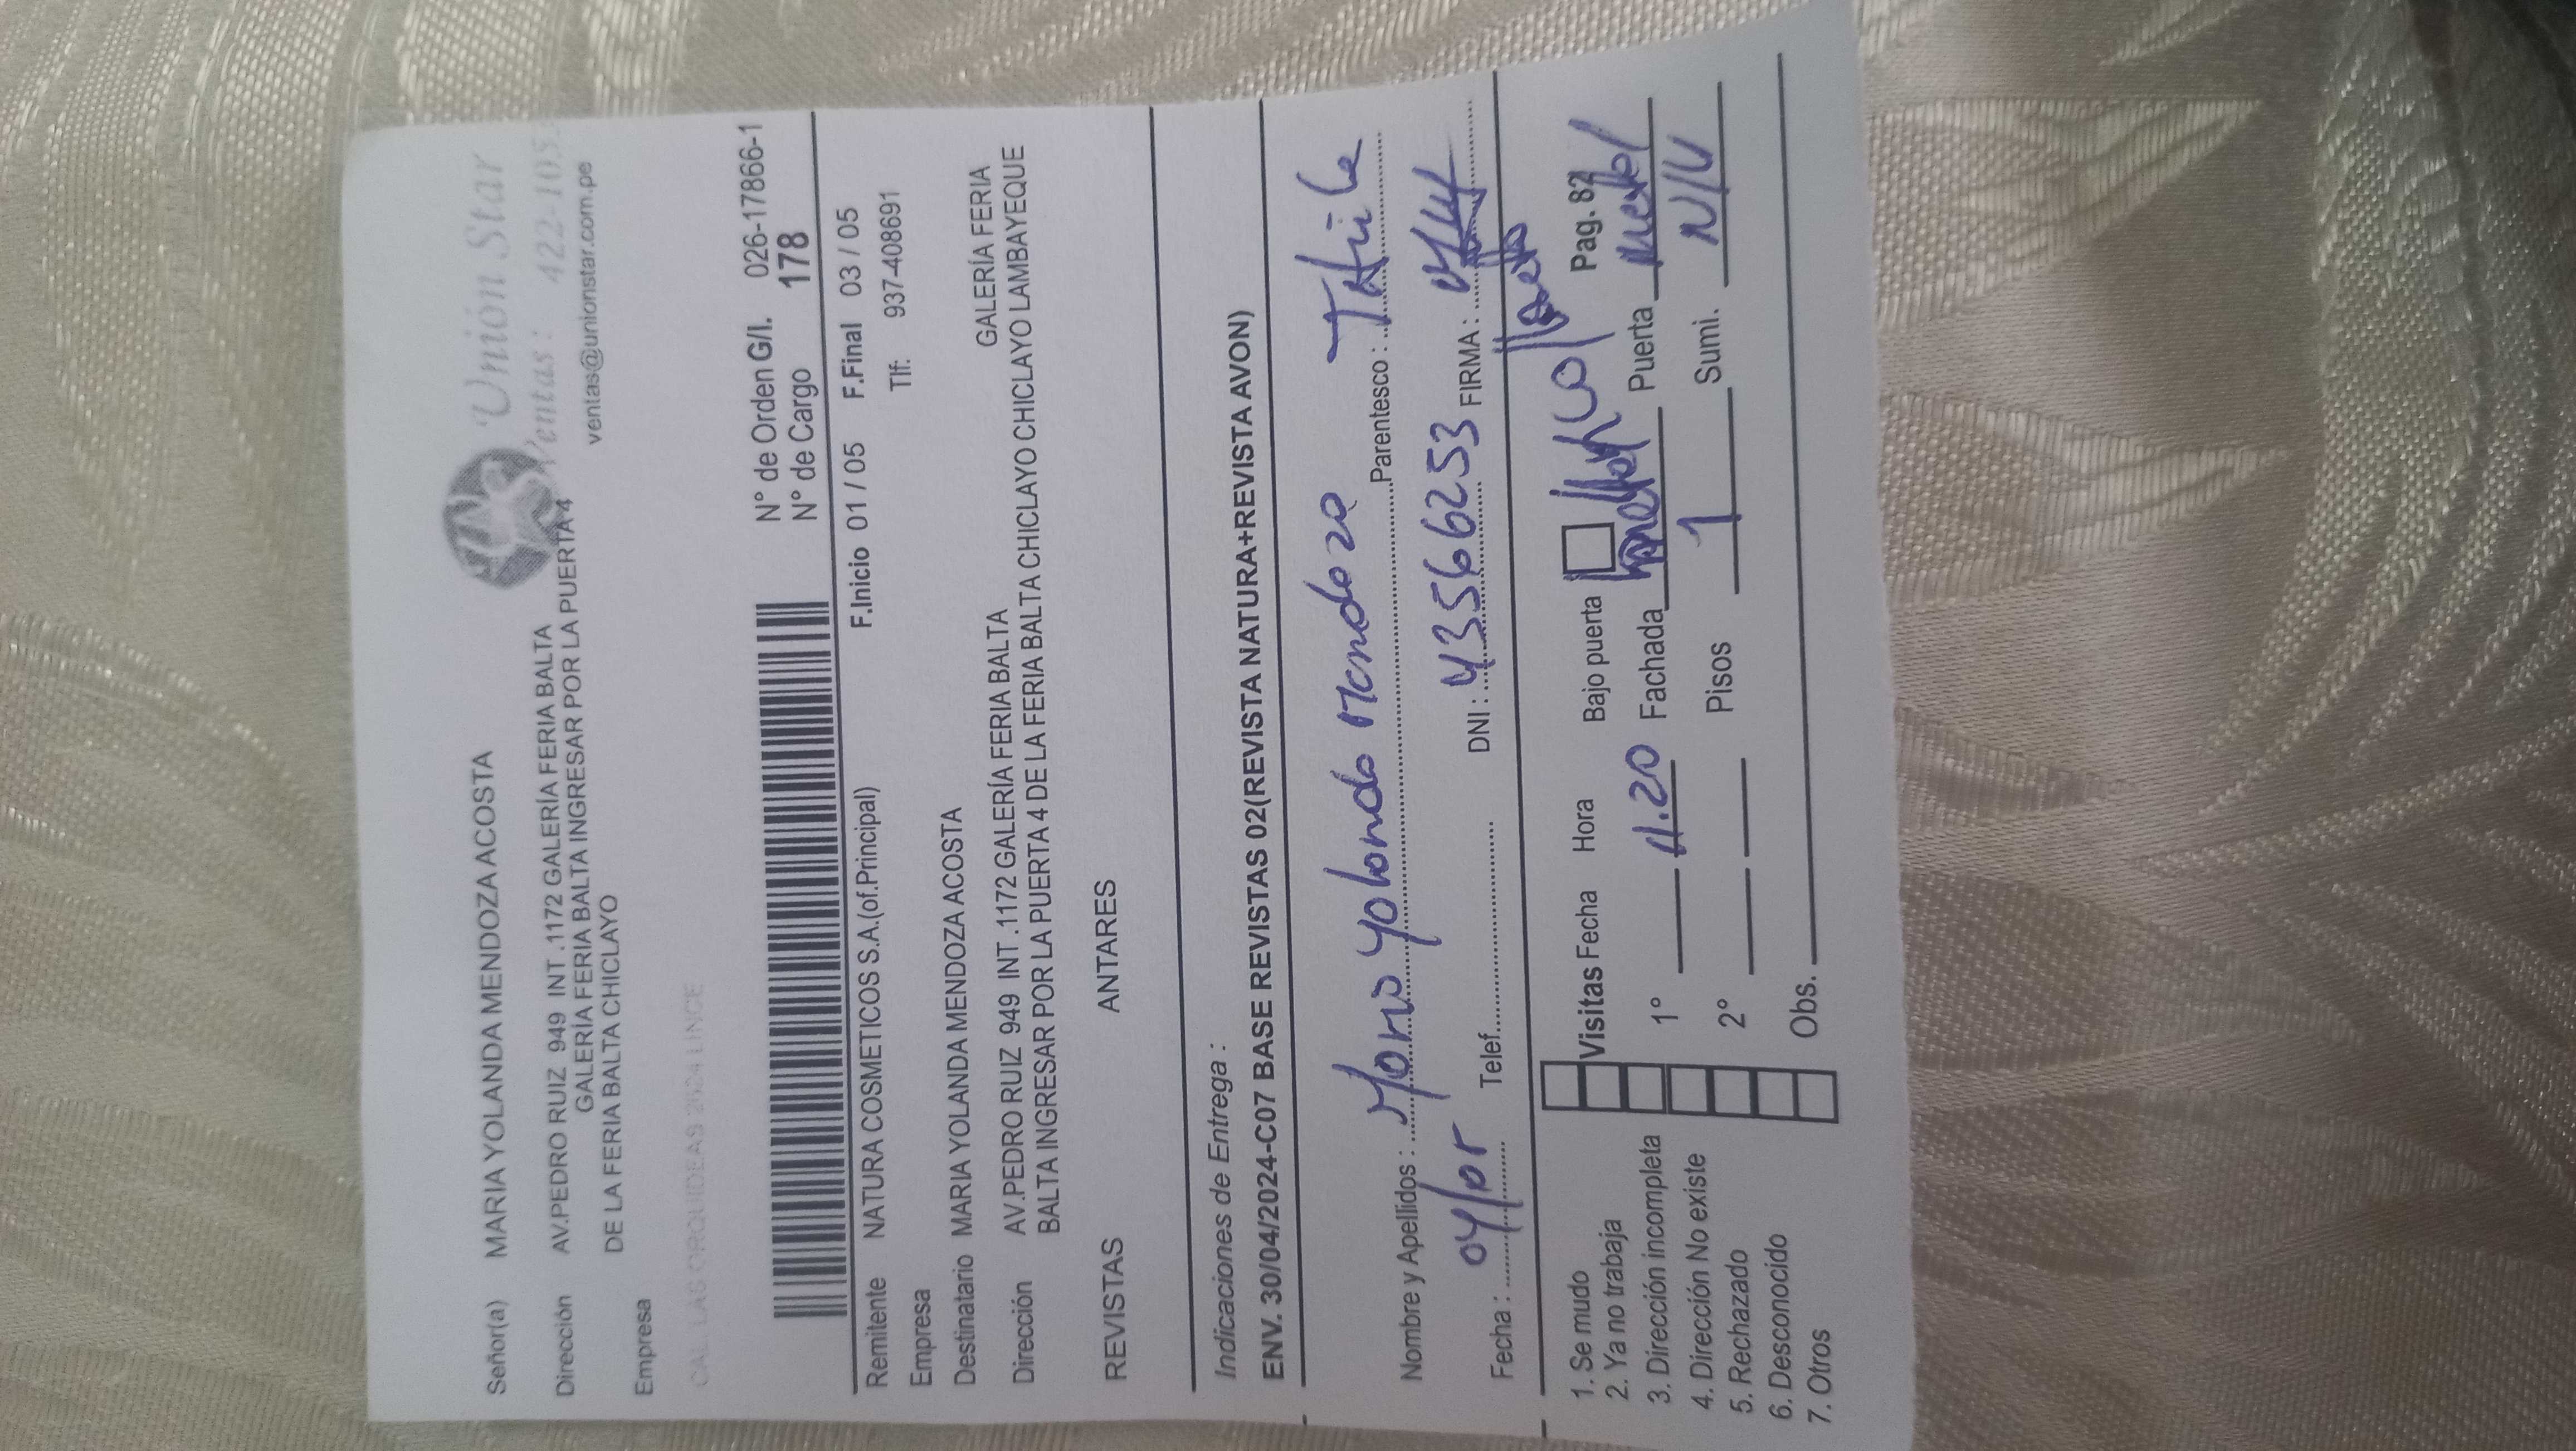 Unión Star
Ventas: 422-105
ventas@unionstar.com.pe
Señor(a) MARIA YOLANDA MENDOZA ACOSTA
Dirección AV.PEDRO RUIZ 949 INT .1172 GALERÍA FERIA BALTA
GALERÍA FERIA BALTA INGRESAR POR LA PUERTA 4
DE LA FERIA BALTA CHICLAYO
Empresa
CAL. LAS ORQUIDEAS LINCE
N° de Orden G/I. 026-17866-1
N° de Cargo 178
F.Inicio 01 / 05 F.Final 03 / 05
Remitente NATURA COSMETICOS S.A.(of.Principal)
Empresa Tlf: 937-408691
Destinatario MARIA YOLANDA MENDOZA ACOSTA
GALERÍA FERIA
Dirección AV.PEDRO RUIZ 949 INT .1172 GALERÍA FERIA BALTA
BALTA INGRESAR POR LA PUERTA 4 DE LA FERIA BALTA CHICLAYO CHICLAYO CHICLAYO LAMBAYEQUE
REVISTAS ANTARES
Indicaciones de Entrega :
ENV. 30/04/2024-C07 BASE REVISTAS 02(REVISTA NATURA+REVISTA AVON)
Nombre y Apellidos : Maria Yolanda Mendoza Parentesco :
Fecha : 04/05 Telef. DNI : 43566253 FIRMA :
1. Se mudo
2. Ya no trabaja
3. Dirección incompleta
4. Dirección No existe
5. Rechazado
6. Desconocido
7. Otros
Visitas Fecha Hora Bajo puerta Pag. 82
1° 11.20 Fachada Puerta
2° Pisos 1 Sumi. N/V
Obs.